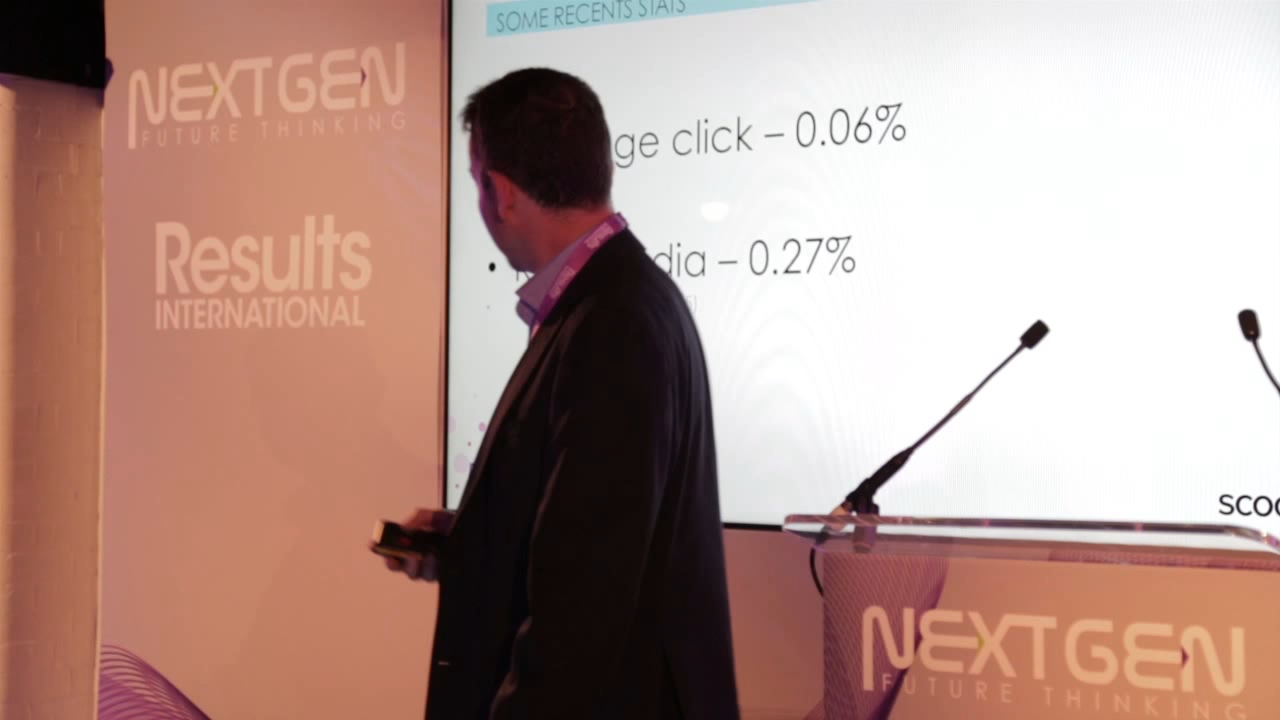 SOME RECENTS STATS
NEXTGEN
FUTURE THINKING
ge click – 0.06%
Results
INTERNATIONAL
dia – 0.27%
SCOO
NEXTGEN
FUTURE THINKING